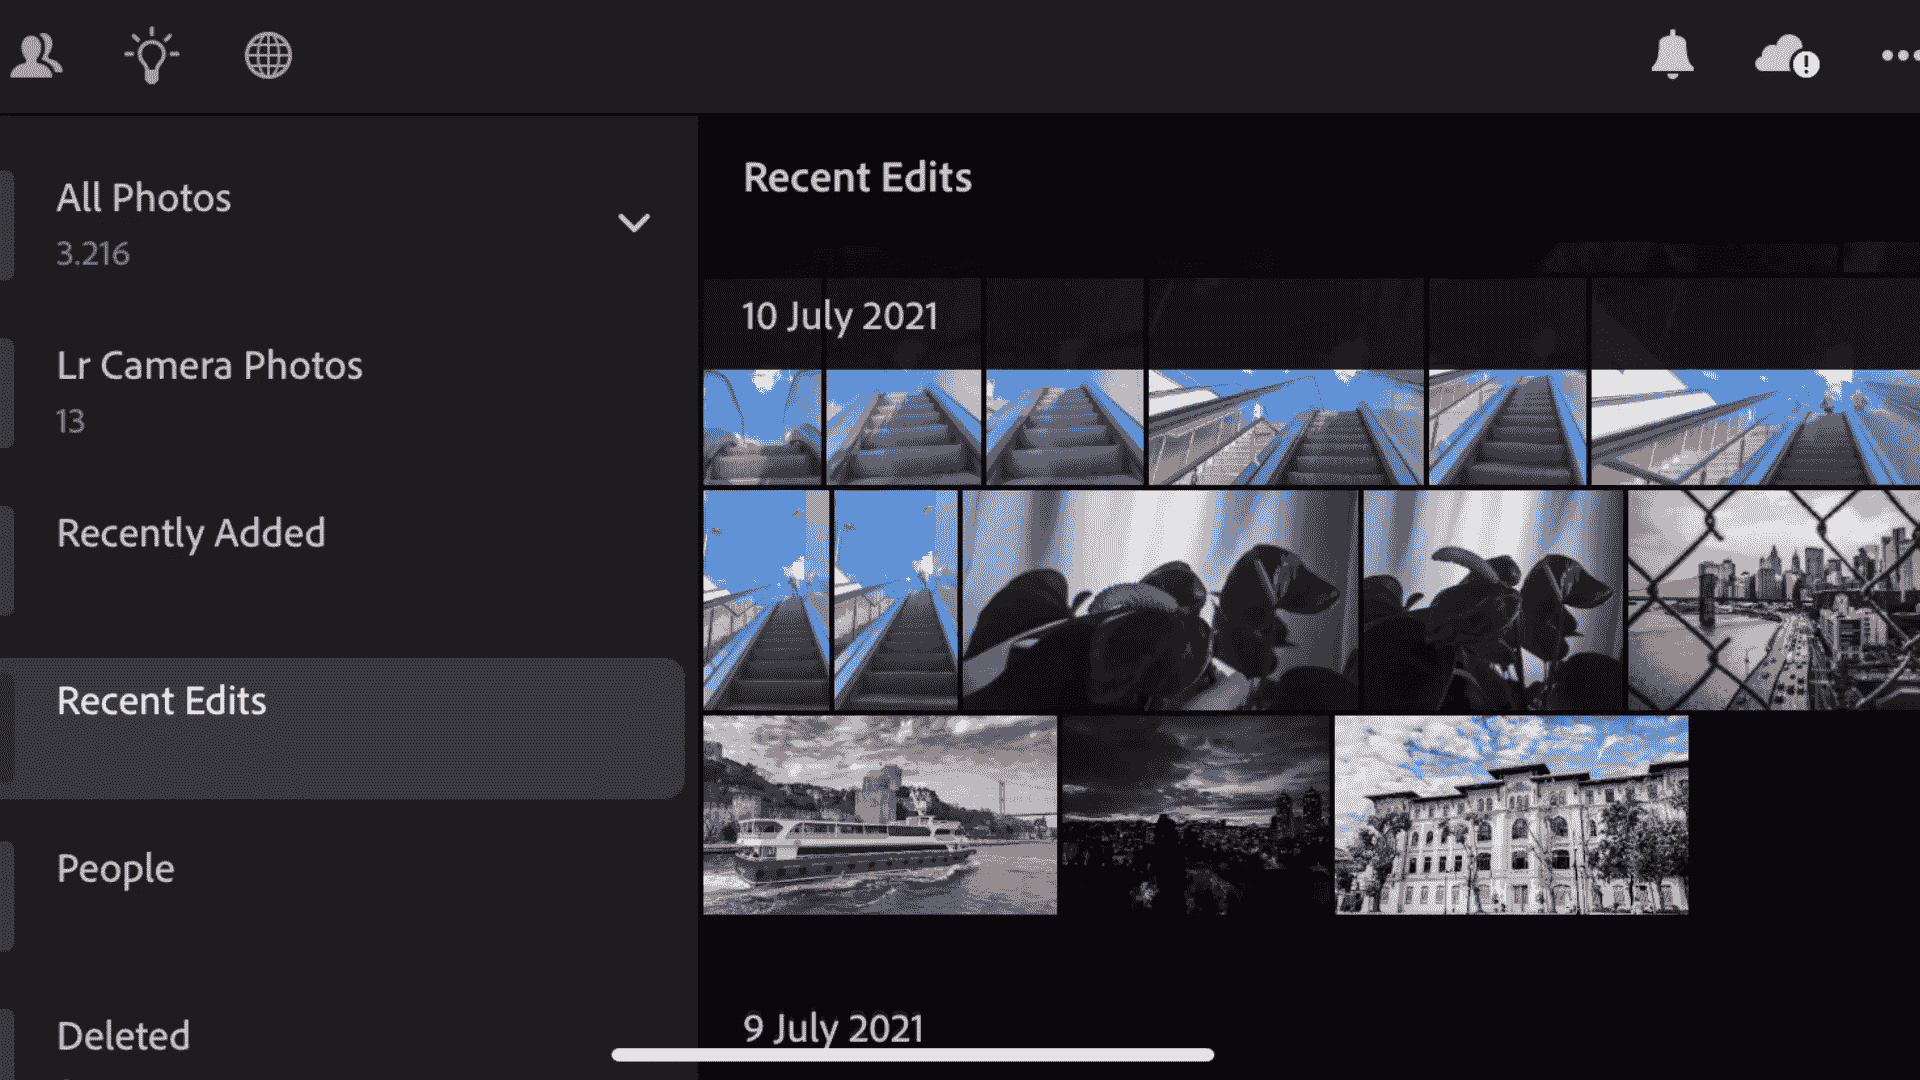 All Photos
3.216
Lr Camera Photos
13
Recently Added
Recent Edits
People
Deleted
Recent Edits
10 July 2021
9 July 2021